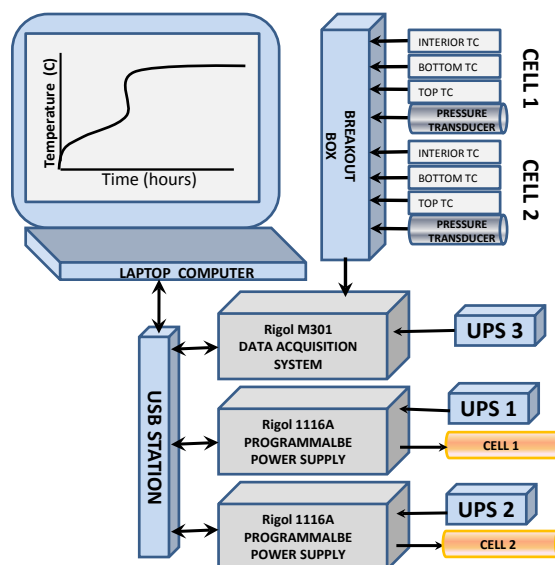 Temperature (C)
Time (hours)
LAPTOP COMPUTER
BREAKOUT
BOX
INTERIOR TC
BOTTOM TC
TOP TC
PRESSURE
TRANSDUCER
CELL 1
INTERIOR TC
BOTTOM TC
TOP TC
PRESSURE
TRANSDUCER
CELL 2
USB STATION
Rigol M301
DATA ACQUISITION
SYSTEM
UPS 3
Rigol 1116A
PROGRAMMALBE
POWER SUPPLY
UPS 1
CELL 1
Rigol 1116A
PROGRAMMALBE
POWER SUPPLY
UPS 2
CELL 2